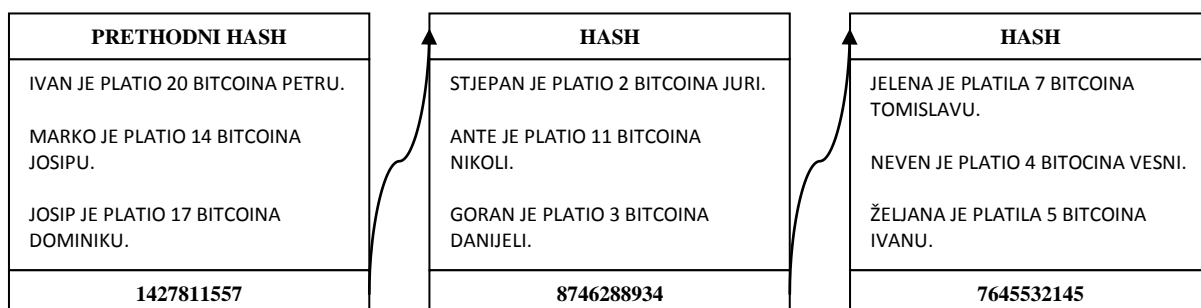 PRETHODNI HASH
IVAN JE PLATIO 20 BITCOINA PETRU.
MARKO JE PLATIO 14 BITCOINA
JOSIPU.
JOSIP JE PLATIO 17 BITCOINA
DOMINIKU.
1427811557
HASH
STJEPAN JE PLATIO 2 BITCOINA JURI.
ANTE JE PLATIO 11 BITCOINA
NIKOLI.
GORAN JE PLATIO 3 BITCOINA
DANIJELI.
8746288934
HASH
JELENA JE PLATILA 7 BITCOINA
TOMISLAVU.
NEVEN JE PLATIO 4 BITOCINA VESNI.
ŽELJANA JE PLATILA 5 BITCOINA
IVANU.
7645532145